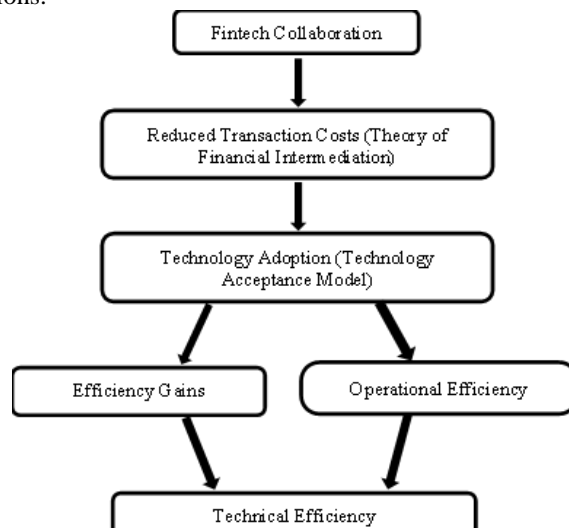 Fintech Collaboration
Reduced Transaction Costs (Theory of
Financial Intermediation)
Technology Adoption (Technology
Acceptance Model)
Efficiency Gains
Operational Efficiency
Technical Efficiency